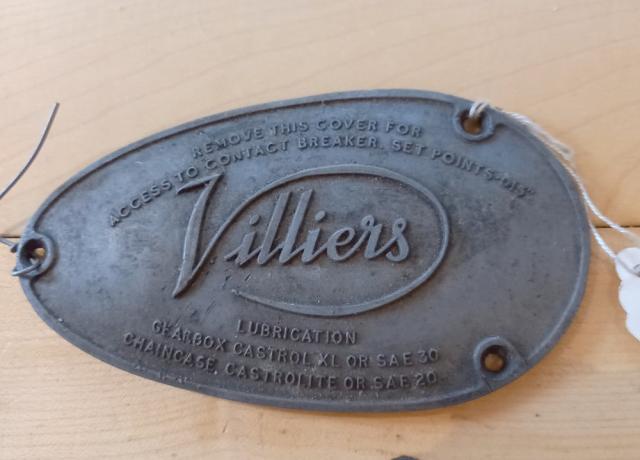 REMOVE THIS COVER FOR
ACCESS TO CONTACT BREAKER. SET POINTS-·015"
Villiers
LUBRICATION
GEARBOX CASTROL XL OR SAE 30
CHAINCASE, CASTROLITE OR SAE 20